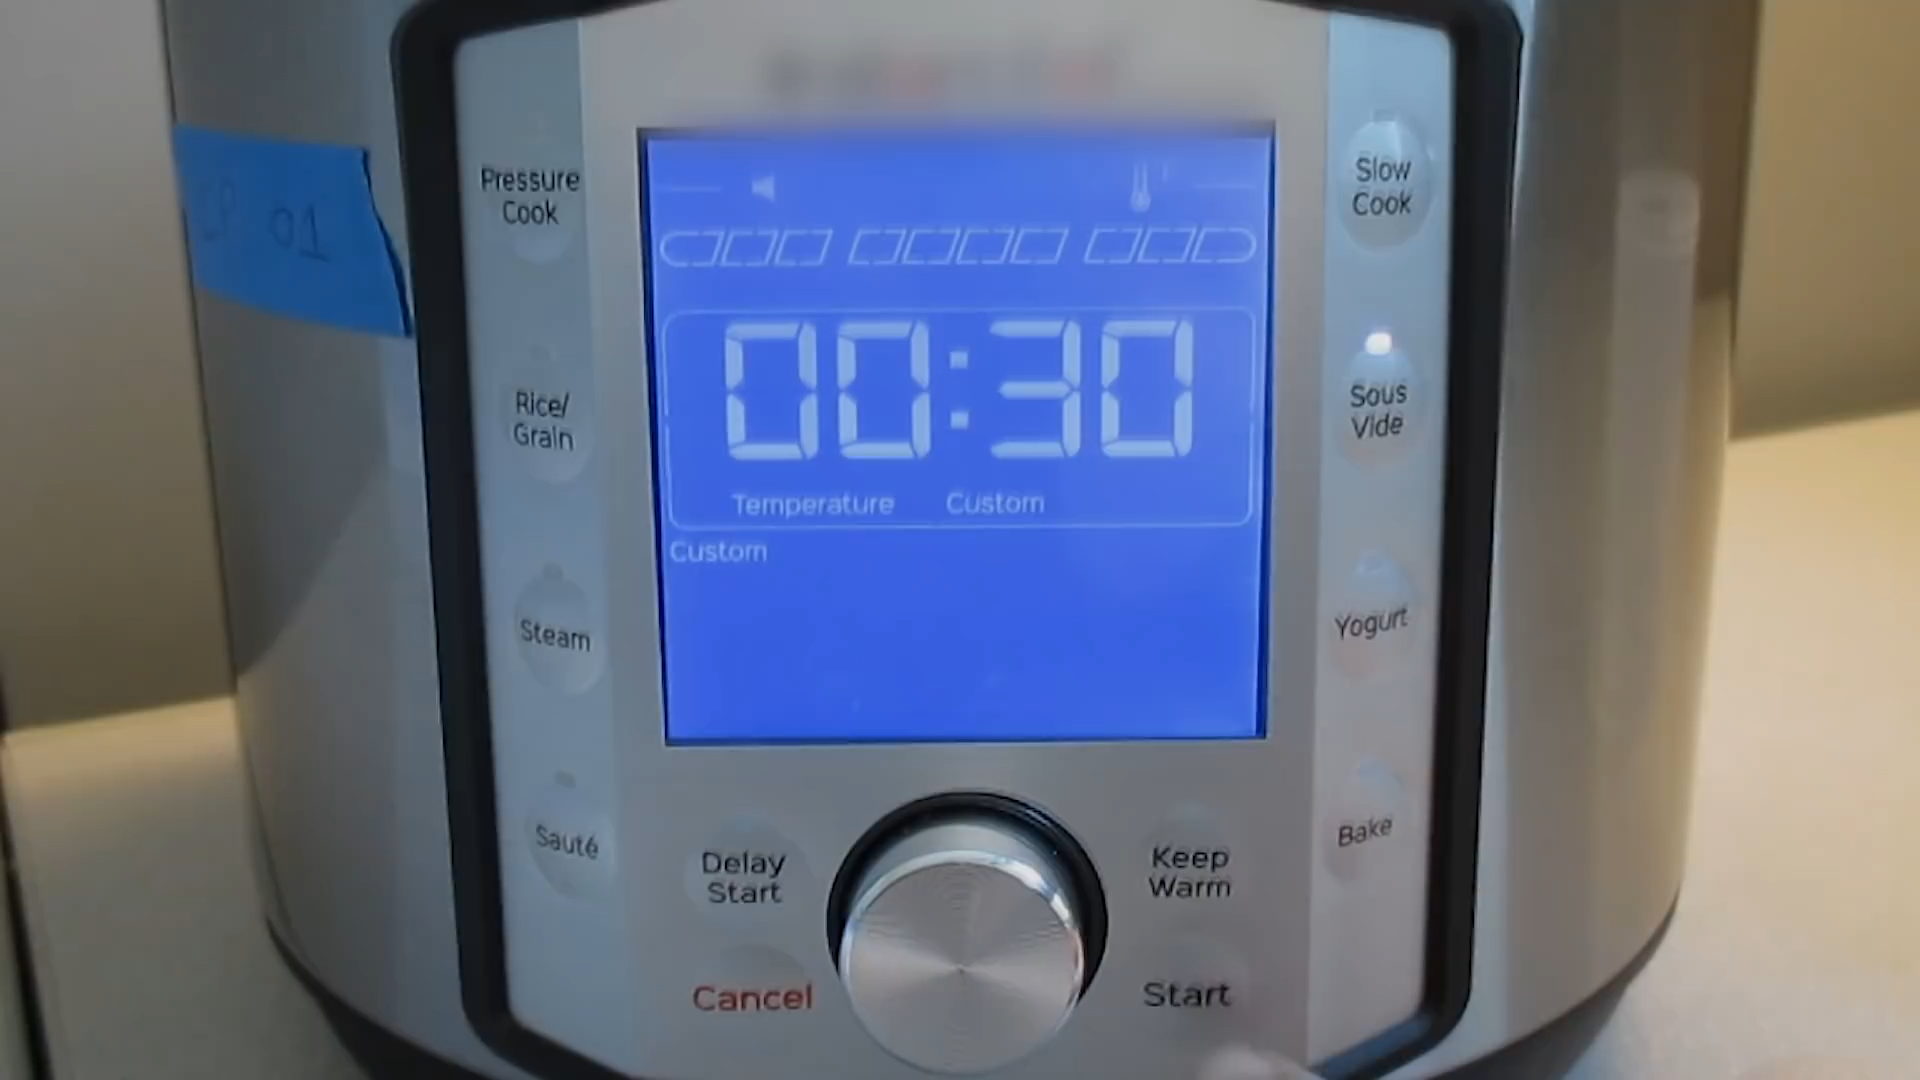 Pressure
Cook
Slow
Cook
01
00:30
Rice/
Grain
Sous
Vide
Temperature Custom
Custom
Steam
Yogurt
Sauté
Bake
Delay
Start
Keep
Warm
Cancel
Start